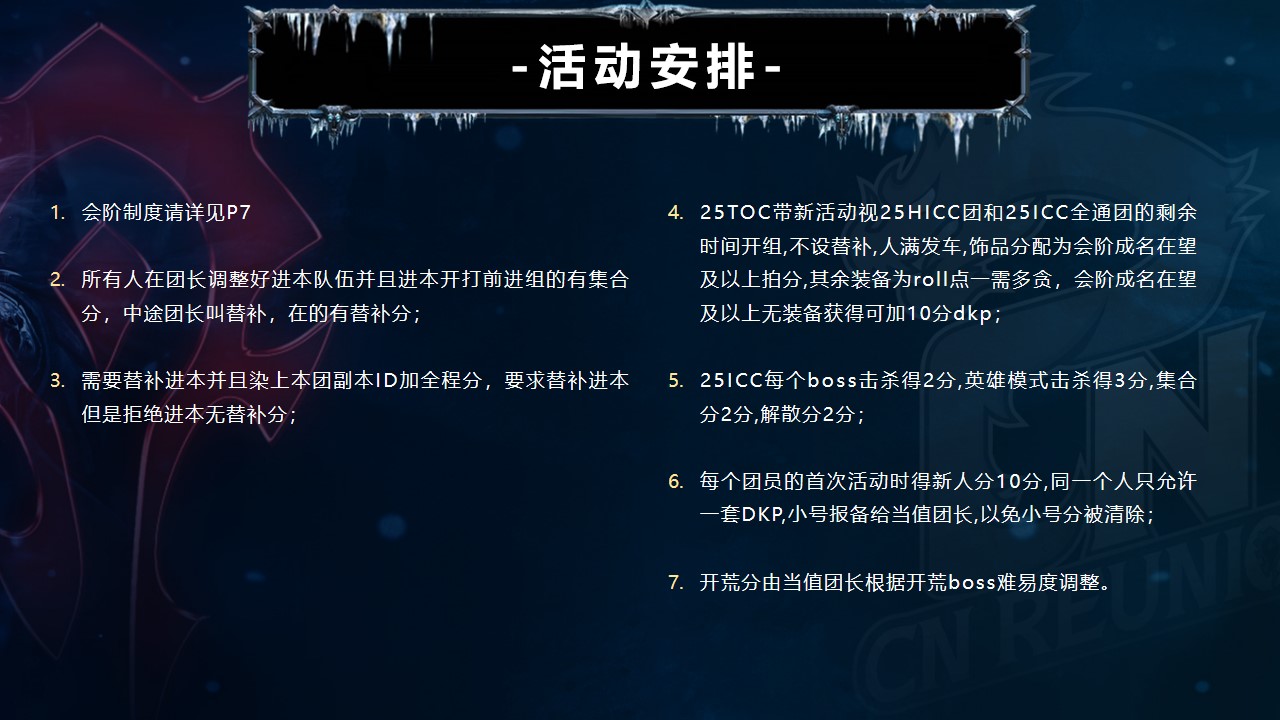 -活动安排-
1. 会阶制度请详见P7
2. 所有人在团长调整好进本队伍并且进本开打前进组的有集合
分，中途团长叫替补，在的有替补分；
3. 需要替补进本并且染上本团副本ID加全程分，要求替补进本
但是拒绝进本无替补分；
4. 25TOC带新活动视25HICC团和25ICC全通团的剩余
时间开组,不设替补,人满发车,饰品分配为会阶成名在望
及以上拍分,其余装备为roll点一需多贪，会阶成名在望
及以上无装备获得可加10分dkp；
5. 25ICC每个boss击杀得2分,英雄模式击杀得3分,集合
分2分,解散分2分；
6. 每个团员的首次活动时得新人分10分,同一个人只允许
一套DKP,小号报备给当值团长,以免小号分被清除；
7. 开荒分由当值团长根据开荒boss难易度调整。
CN REUNIO